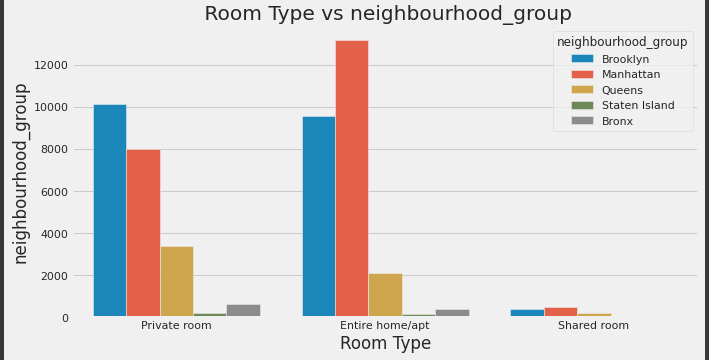 Room Type vs neighbourhood_group
neighbourhood_group
Brooklyn
Manhattan
Queens
Staten Island
Bronx
neighbourhood_group
12000
10000
8000
6000
4000
2000
0
Private room
Entire home/apt
Shared room
Room Type